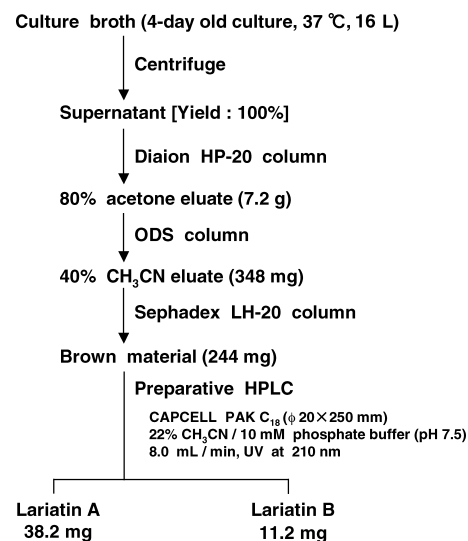 Culture broth (4-day old culture, 37 ℃, 16 L)
Centrifuge
Supernatant [Yield : 100%]
Diaion HP-20 column
80% acetone eluate (7.2 g)
ODS column
40% CH₃CN eluate (348 mg)
Sephadex LH-20 column
Brown material (244 mg)
Preparative HPLC
CAPCELL PAK C₁₈ (φ 20×250 mm)
22% CH₃CN / 10 mM phosphate buffer (pH 7.5)
8.0 mL / min, UV at 210 nm
Lariatin A Lariatin B
38.2 mg 11.2 mg